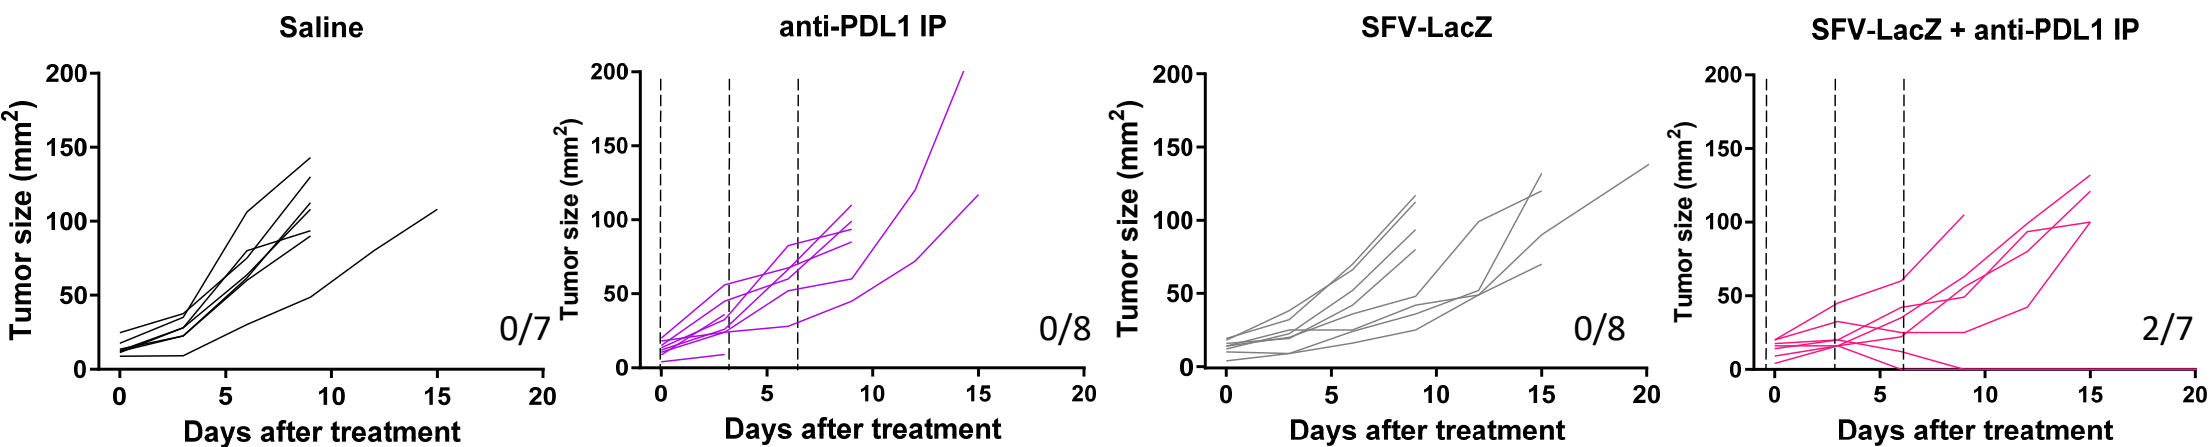 Saline
Tumor size (mm²)
200
150
100
50
0
0 5 10 15 20
Days after treatment
0/7
anti-PDL1 IP
Tumor size (mm²)
200
150
100
50
0
0 5 10 15 20
Days after treatment
0/8
SFV-LacZ
Tumor size (mm²)
200
150
100
50
0
0 5 10 15 20
Days after treatment
0/8
SFV-LacZ + anti-PDL1 IP
Tumor size (mm²)
200
150
100
50
0
0 5 10 15 20
Days after treatment
2/7